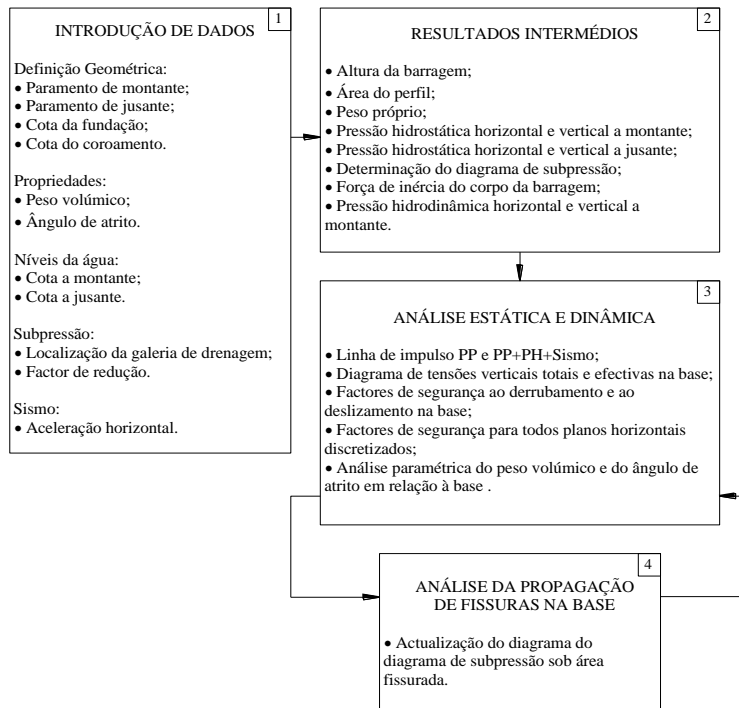 1
INTRODUÇÃO DE DADOS
Definição Geométrica:
• Paramento de montante;
• Paramento de jusante;
• Cota da fundação;
• Cota do coroamento.
Propriedades:
• Peso volúmico;
• Ângulo de atrito.
Níveis da água:
• Cota a montante;
• Cota a jusante.
Subpressão:
• Localização da galeria de drenagem;
• Factor de redução.
Sismo:
• Aceleração horizontal.
2
RESULTADOS INTERMÉDIOS
• Altura da barragem;
• Área do perfil;
• Peso próprio;
• Pressão hidrostática horizontal e vertical a montante;
• Pressão hidrostática horizontal e vertical a jusante;
• Determinação do diagrama de subpressão;
• Força de inércia do corpo da barragem;
• Pressão hidrodinâmica horizontal e vertical a
montante.
3
ANÁLISE ESTÁTICA E DINÂMICA
• Linha de impulso PP e PP+PH+Sismo;
• Diagrama de tensões verticais totais e efectivas na base;
• Factores de segurança ao derrubamento e ao
deslizamento na base;
• Factores de segurança para todos planos horizontais
discretizados;
• Análise paramétrica do peso volúmico e do ângulo de
atrito em relação à base .
4
ANÁLISE DA PROPAGAÇÃO
DE FISSURAS NA BASE
• Actualização do diagrama do
diagrama de subpressão sob área
fissurada.